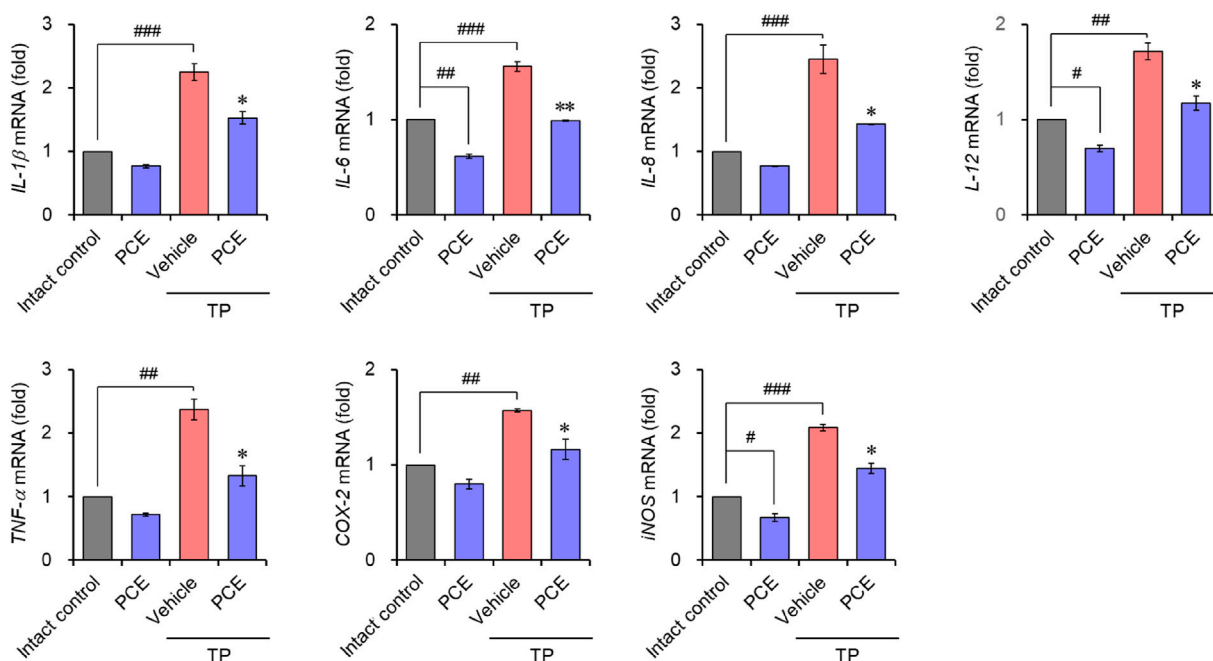 IL-1β mRNA (fold)
3
2
1
0
###
*
Intact control
PCE
Vehicle
PCE
TP
IL-6 mRNA (fold)
2
1
0
###
##
**
Intact control
PCE
Vehicle
PCE
TP
IL-8 mRNA (fold)
3
2
1
0
###
*
Intact control
PCE
Vehicle
PCE
TP
L-12 mRNA (fold)
2
1
0
##
#
*
Intact control
PCE
Vehicle
PCE
TP
TNF-α mRNA (fold)
3
2
1
0
##
*
Intact control
PCE
Vehicle
PCE
TP
COX-2 mRNA (fold)
2
1
0
##
*
Intact control
PCE
Vehicle
PCE
TP
iNOS mRNA (fold)
3
2
1
0
###
#
*
Intact control
PCE
Vehicle
PCE
TP